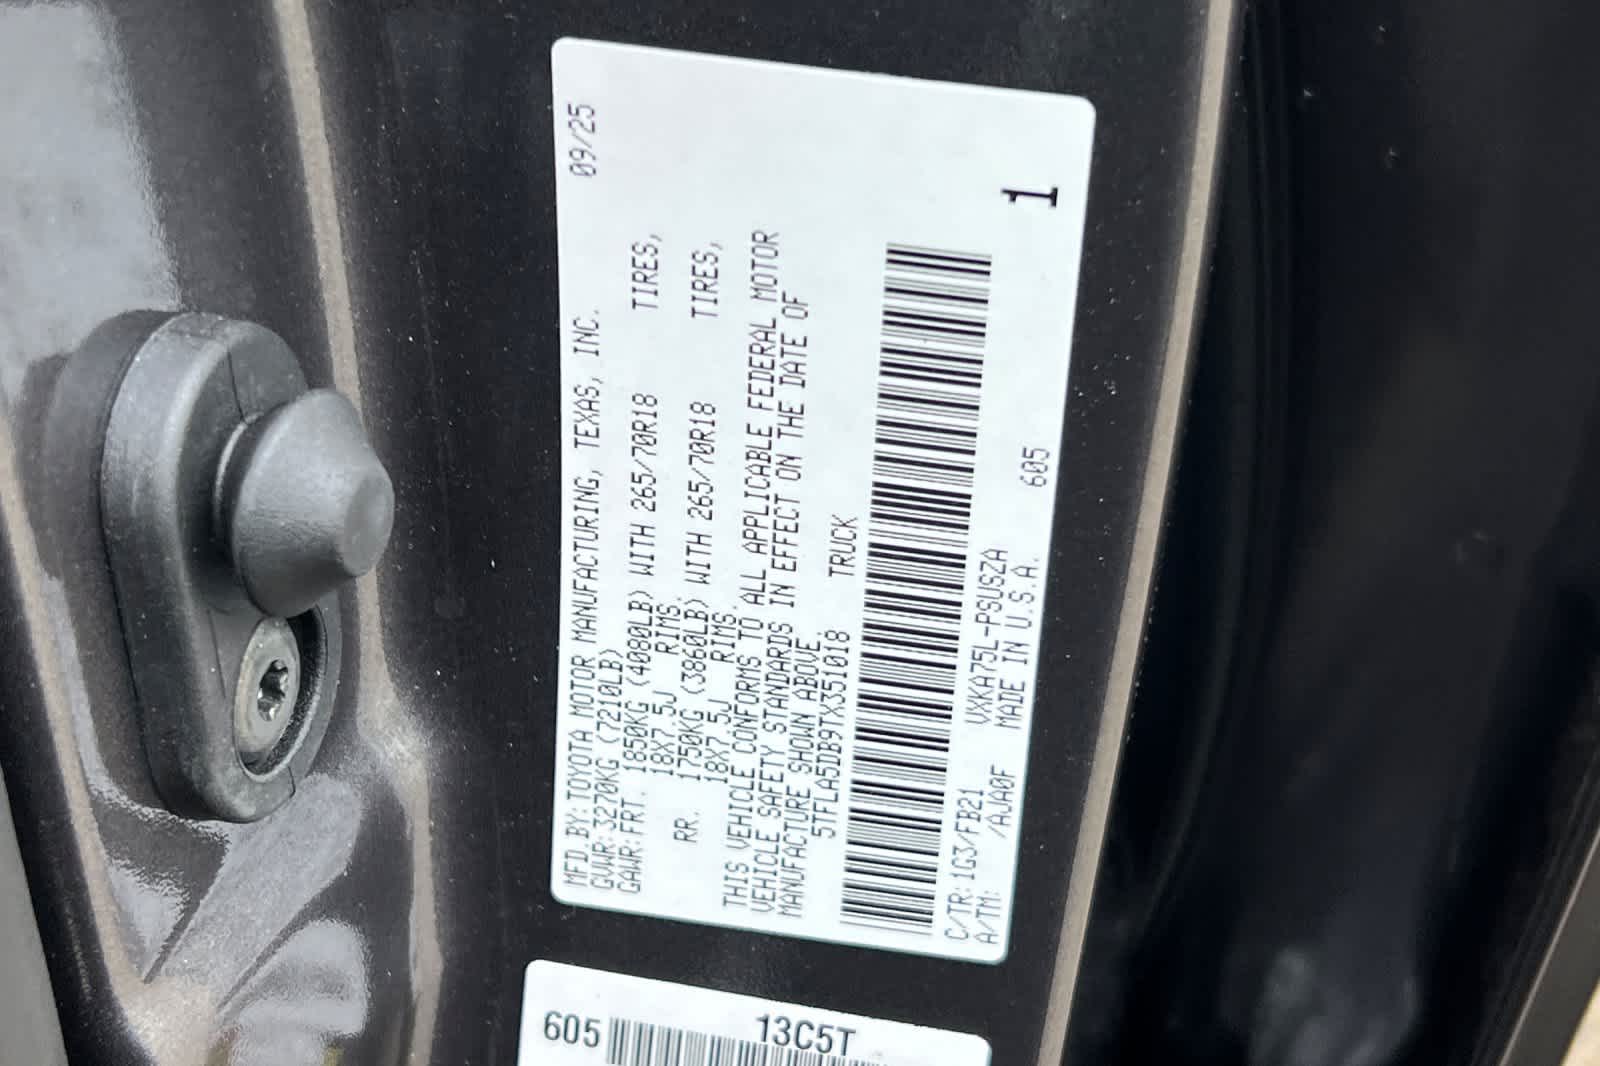 MFD.BY:TOYOTA MOTOR MANUFACTURING, TEXAS, INC. 09/25
GVWR:3270KG (7210LB)
GAWR:FRT. 1850KG (4080LB) WITH 265/70R18 TIRES,
18X7.5J RIMS.
RR. 1750KG (3860LB) WITH 265/70R18 TIRES,
18X7.5J RIMS.
THIS VEHICLE CONFORMS TO ALL APPLICABLE FEDERAL MOTOR
VEHICLE SAFETY STANDARDS IN EFFECT ON THE DATE OF
MANUFACTURE SHOWN ABOVE.
5TFLA5DB9TX351018 TRUCK
1
C/TR:1G3/FB21 VXKA75L-PSUSZA 605
A/TM: /AJA0F MADE IN U.S.A.
605 13C5T